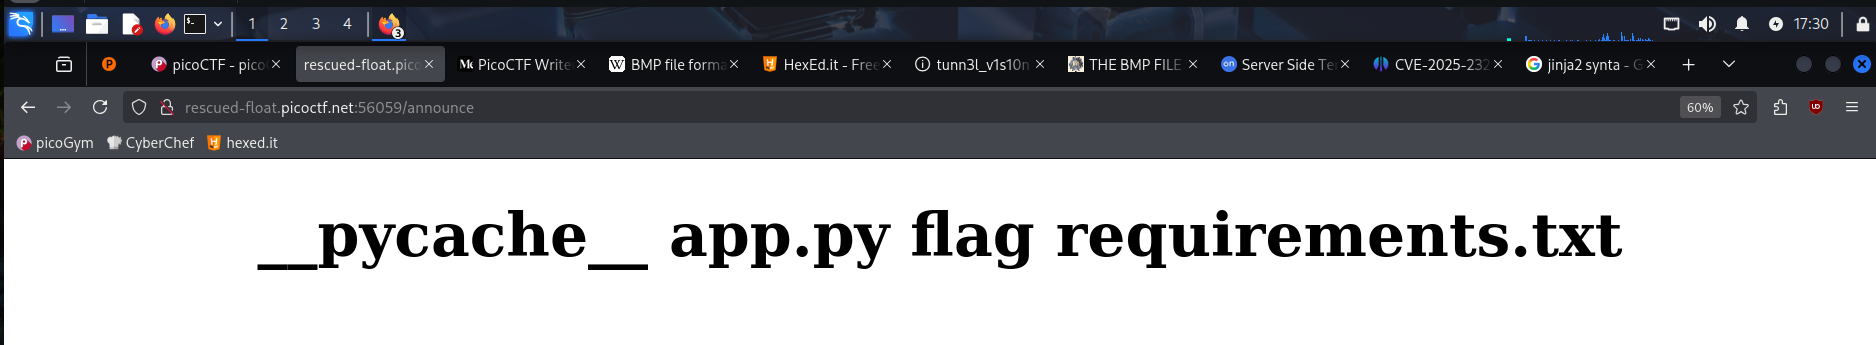 1 2 3 4 3 17:30
picoCTF - pico rescued-float.pico PicoCTF Write BMP file forma HexEd.it - Free tunn3l_v1s10n THE BMP FILE Server Side Te CVE-2025-232 jinja2 synta - G
rescued-float.picoctf.net:56059/announce 60%
picoGym CyberChef hexed.it
__pycache__ app.py flag requirements.txt